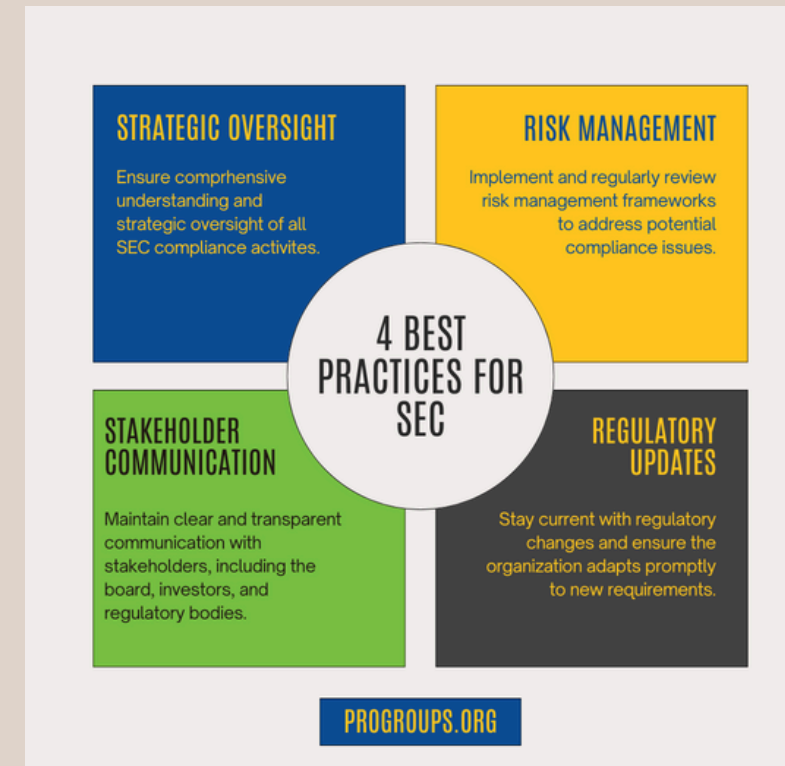 STRATEGIC OVERSIGHT
Ensure comprhensive
understanding and
strategic oversight of all
SEC compliance activites.
RISK MANAGEMENT
Implement and regularly review
risk management frameworks
to address potential
compliance issues.
4 BEST
PRACTICES FOR
SEC
STAKEHOLDER
COMMUNICATION
Maintain clear and transparent
communication with
stakeholders, including the
board, investors, and
regulatory bodies.
REGULATORY
UPDATES
Stay current with regulatory
changes and ensure the
organization adapts promptly
to new requirements.
PROGROUPS.ORG